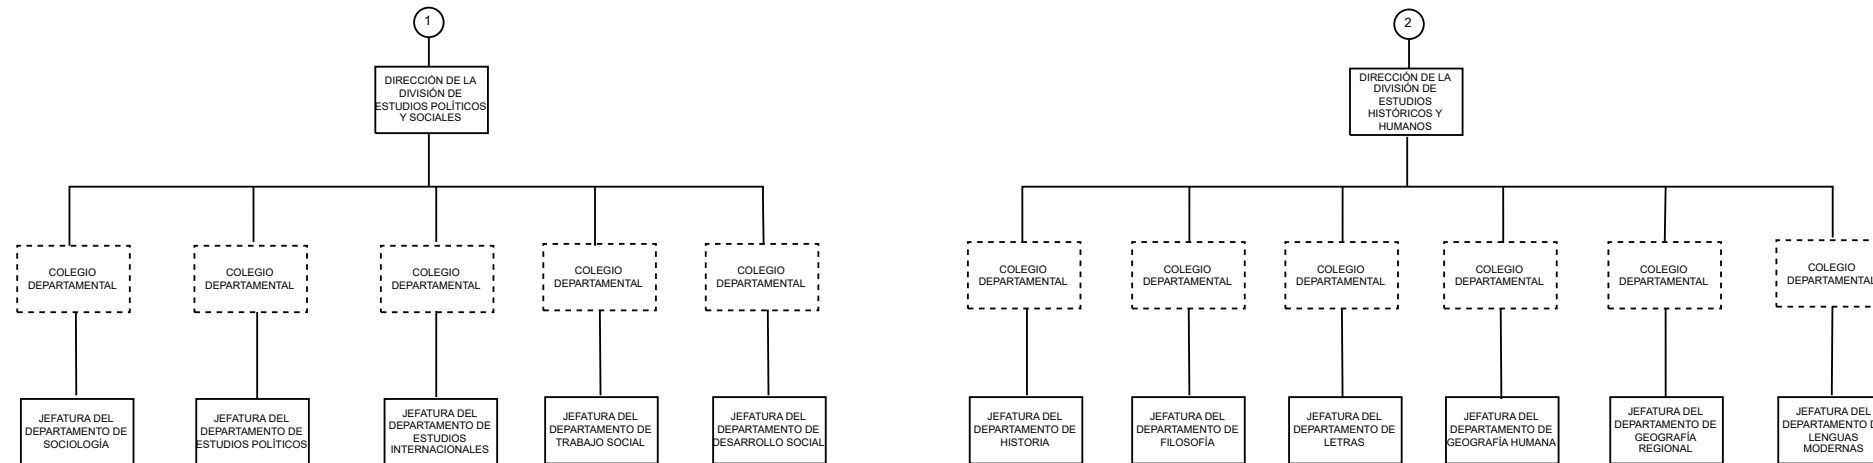 1
DIRECCIÓN DE LA
DIVISIÓN DE
ESTUDIOS POLÍTICOS
Y SOCIALES
COLEGIO
DEPARTAMENTAL
COLEGIO
DEPARTAMENTAL
COLEGIO
DEPARTAMENTAL
COLEGIO
DEPARTAMENTAL
COLEGIO
DEPARTAMENTAL
JEFATURA DEL
DEPARTAMENTO DE
SOCIOLOGÍA
JEFATURA DEL
DEPARTAMENTO DE
ESTUDIOS POLÍTICOS
JEFATURA DEL
DEPARTAMENTO DE
ESTUDIOS
INTERNACIONALES
JEFATURA DEL
DEPARTAMENTO DE
TRABAJO SOCIAL
JEFATURA DEL
DEPARTAMENTO DE
DESARROLLO SOCIAL
2
DIRECCIÓN DE LA
DIVISIÓN DE
ESTUDIOS
HISTÓRICOS Y
HUMANOS
COLEGIO
DEPARTAMENTAL
COLEGIO
DEPARTAMENTAL
COLEGIO
DEPARTAMENTAL
COLEGIO
DEPARTAMENTAL
COLEGIO
DEPARTAMENTAL
COLEGIO
DEPARTAMENTAL
JEFATURA DEL
DEPARTAMENTO DE
HISTORIA
JEFATURA DEL
DEPARTAMENTO DE
FILOSOFÍA
JEFATURA DEL
DEPARTAMENTO DE
LETRAS
JEFATURA DEL
DEPARTAMENTO DE
GEOGRAFÍA HUMANA
JEFATURA DEL
DEPARTAMENTO DE
GEOGRAFÍA
REGIONAL
JEFATURA DEL
DEPARTAMENTO DE
LENGUAS
MODERNAS